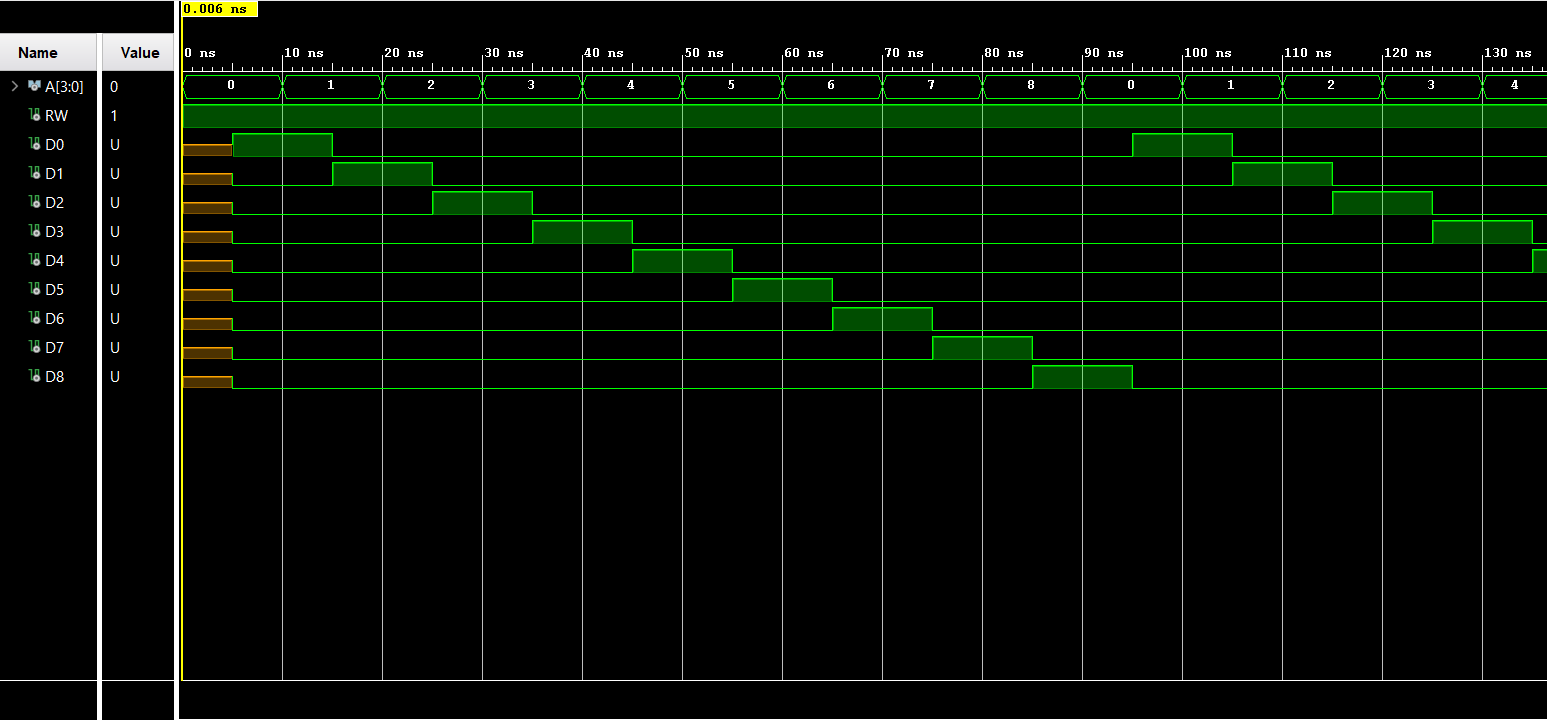 0.006 ns
Name Value
0 ns 10 ns 20 ns 30 ns 40 ns 50 ns 60 ns 70 ns 80 ns 90 ns 100 ns 110 ns 120 ns 130 ns
A[3:0] 0 0 1 2 3 4 5 6 7 8 0 1 2 3 4
RW 1
D0 U
D1 U
D2 U
D3 U
D4 U
D5 U
D6 U
D7 U
D8 U